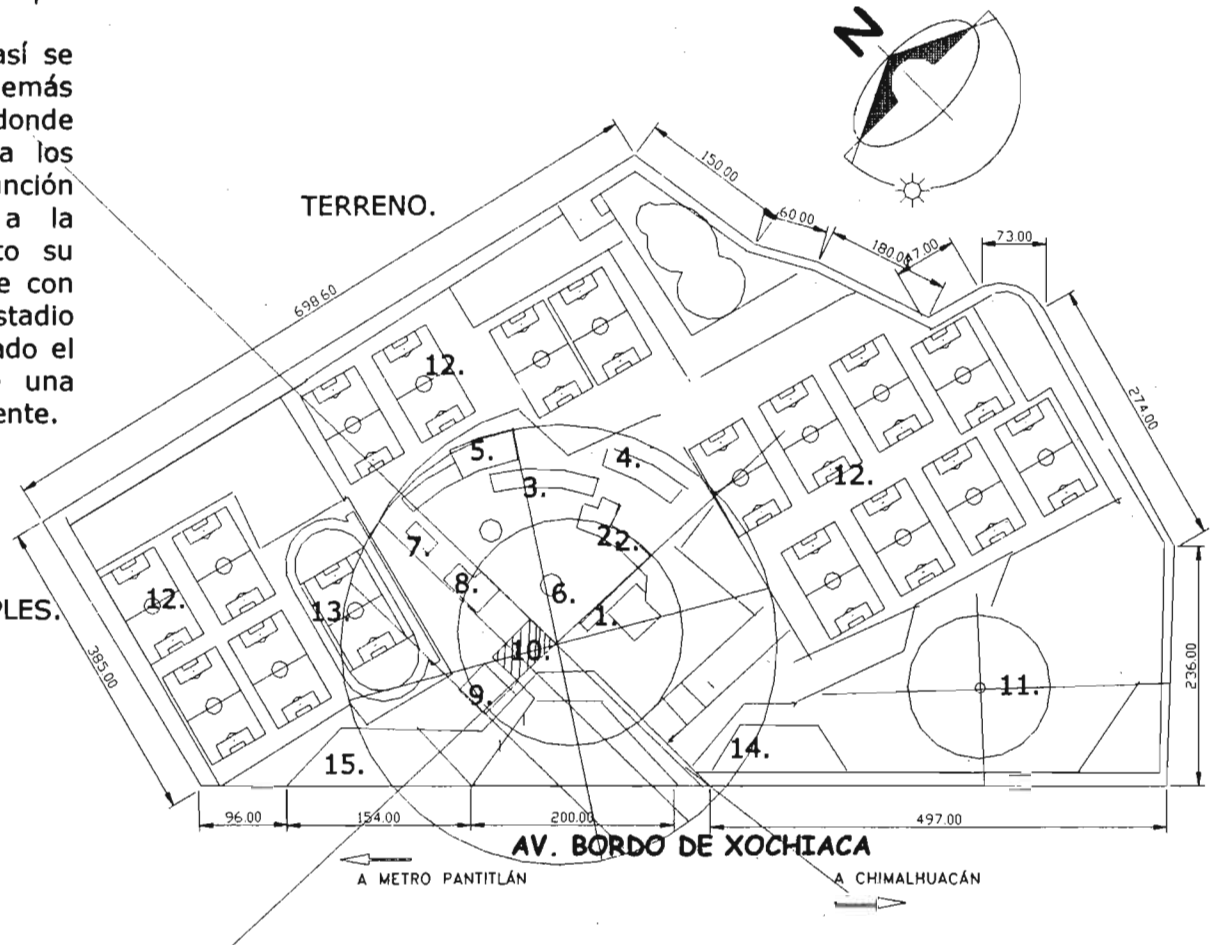 así se
emás
donde
a los
unción
a la
to su
e con
stadio
ado el
una
ente.
N
TERRENO.
150.00
60.00
180.00
47.00
73.00
698.60
274.00
12.
5.
4.
3.
12.
22.
7.
8.
6.
12.
13.
1.
PLES.
10.
385.00
9.
11.
236.00
14.
15.
96.00
154.00
200.00
497.00
AV. BORDO DE XOCHIACA
A METRO PANTITLÁN
A CHIMALHUACÁN